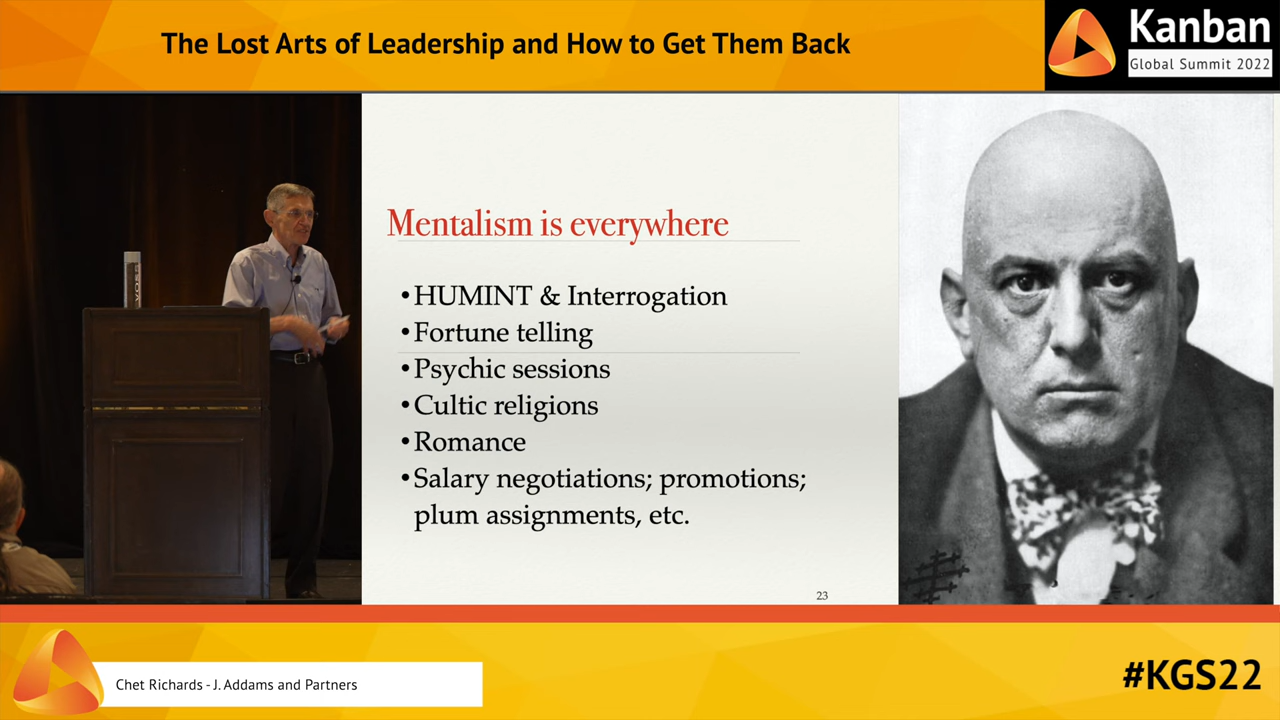 The Lost Arts of Leadership and How to Get Them Back
Kanban
Global Summit 2022
Mentalism is everywhere
•HUMINT & Interrogation
•Fortune telling
•Psychic sessions
•Cultic religions
•Romance
•Salary negotiations; promotions;
plum assignments, etc.
23
Chet Richards - J. Addams and Partners
#KGS22